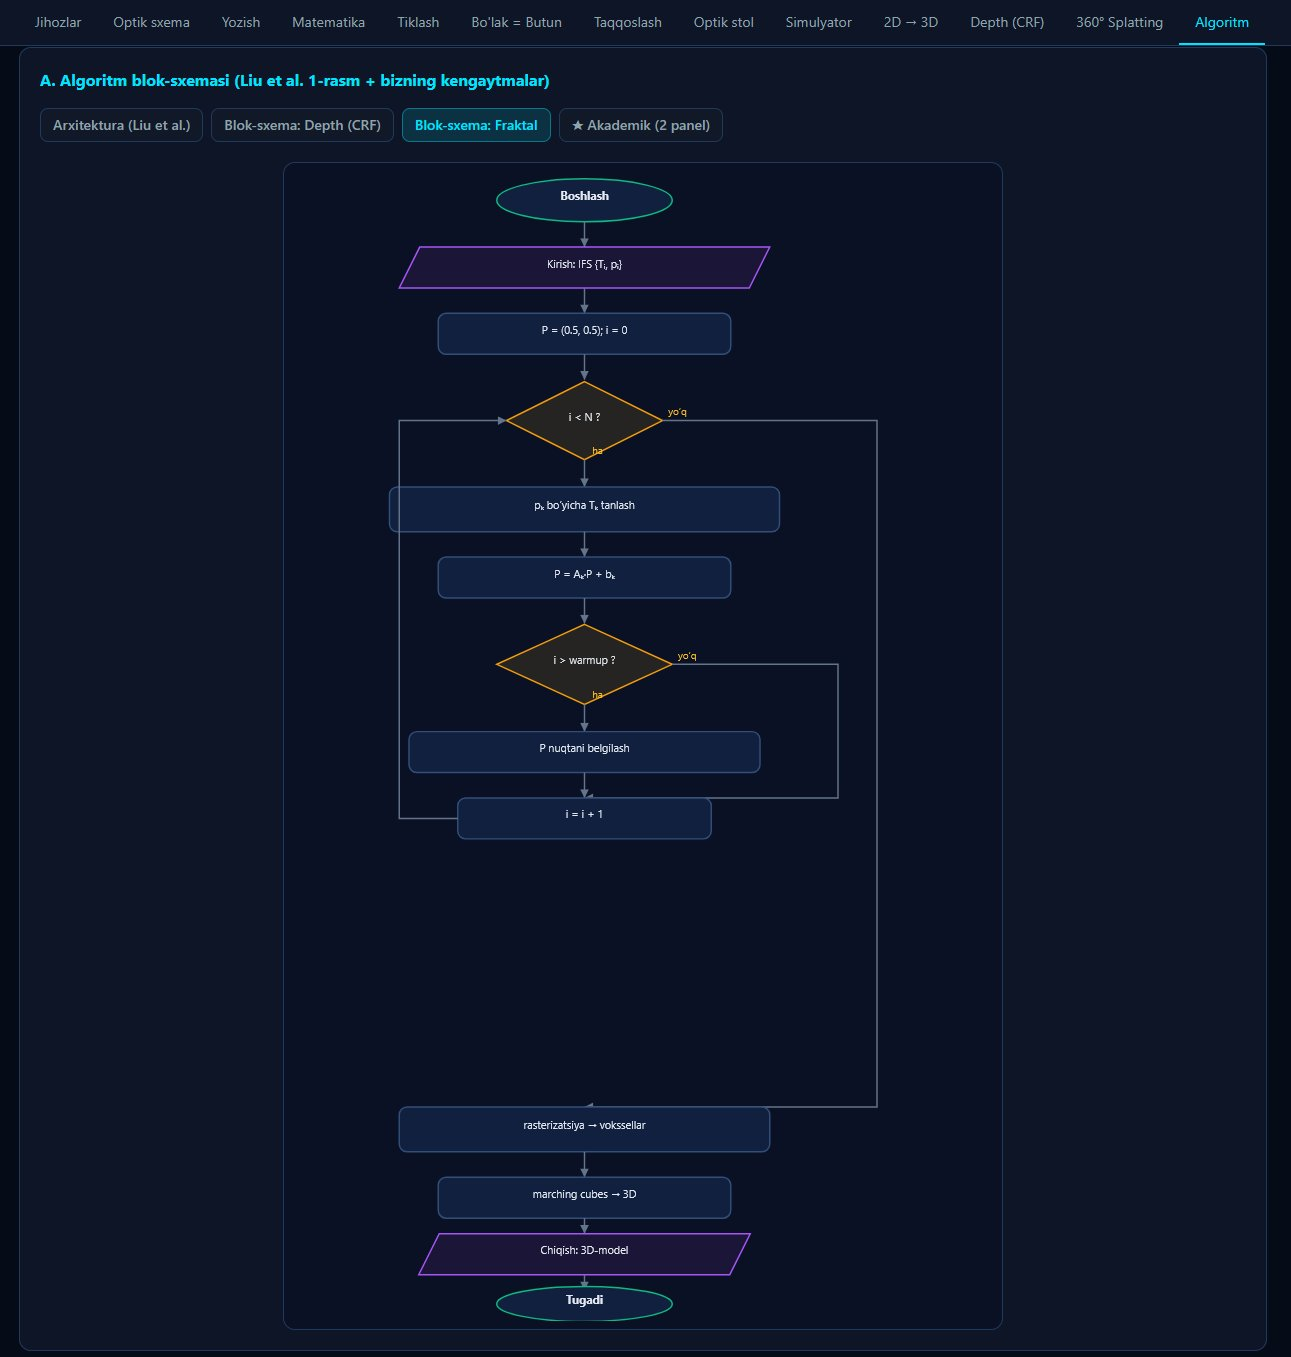 Jihozlar Optik sxema Yozish Matematika Tiklash Bo'lak = Butun Taqqoslash Optik stol Simulyator 2D → 3D Depth (CRF) 360° Splatting Algoritm
A. Algoritm blok-sxemasi (Liu et al. 1-rasm + bizning kengaytmalar)
Arxitektura (Liu et al.) Blok-sxema: Depth (CRF) Blok-sxema: Fraktal ★ Akademik (2 panel)
Boshlash
Kirish: IFS {Tᵢ, pᵢ}
P = (0.5, 0.5); i = 0
i < N ?
yo'q
ha
pₖ bo'yicha Tₖ tanlash
P = Aₖ·P + bₖ
i > warmup ?
yo'q
ha
P nuqtani belgilash
i = i + 1
rasterizatsiya → vokssellar
marching cubes → 3D
Chiqish: 3D-model
Tugadi